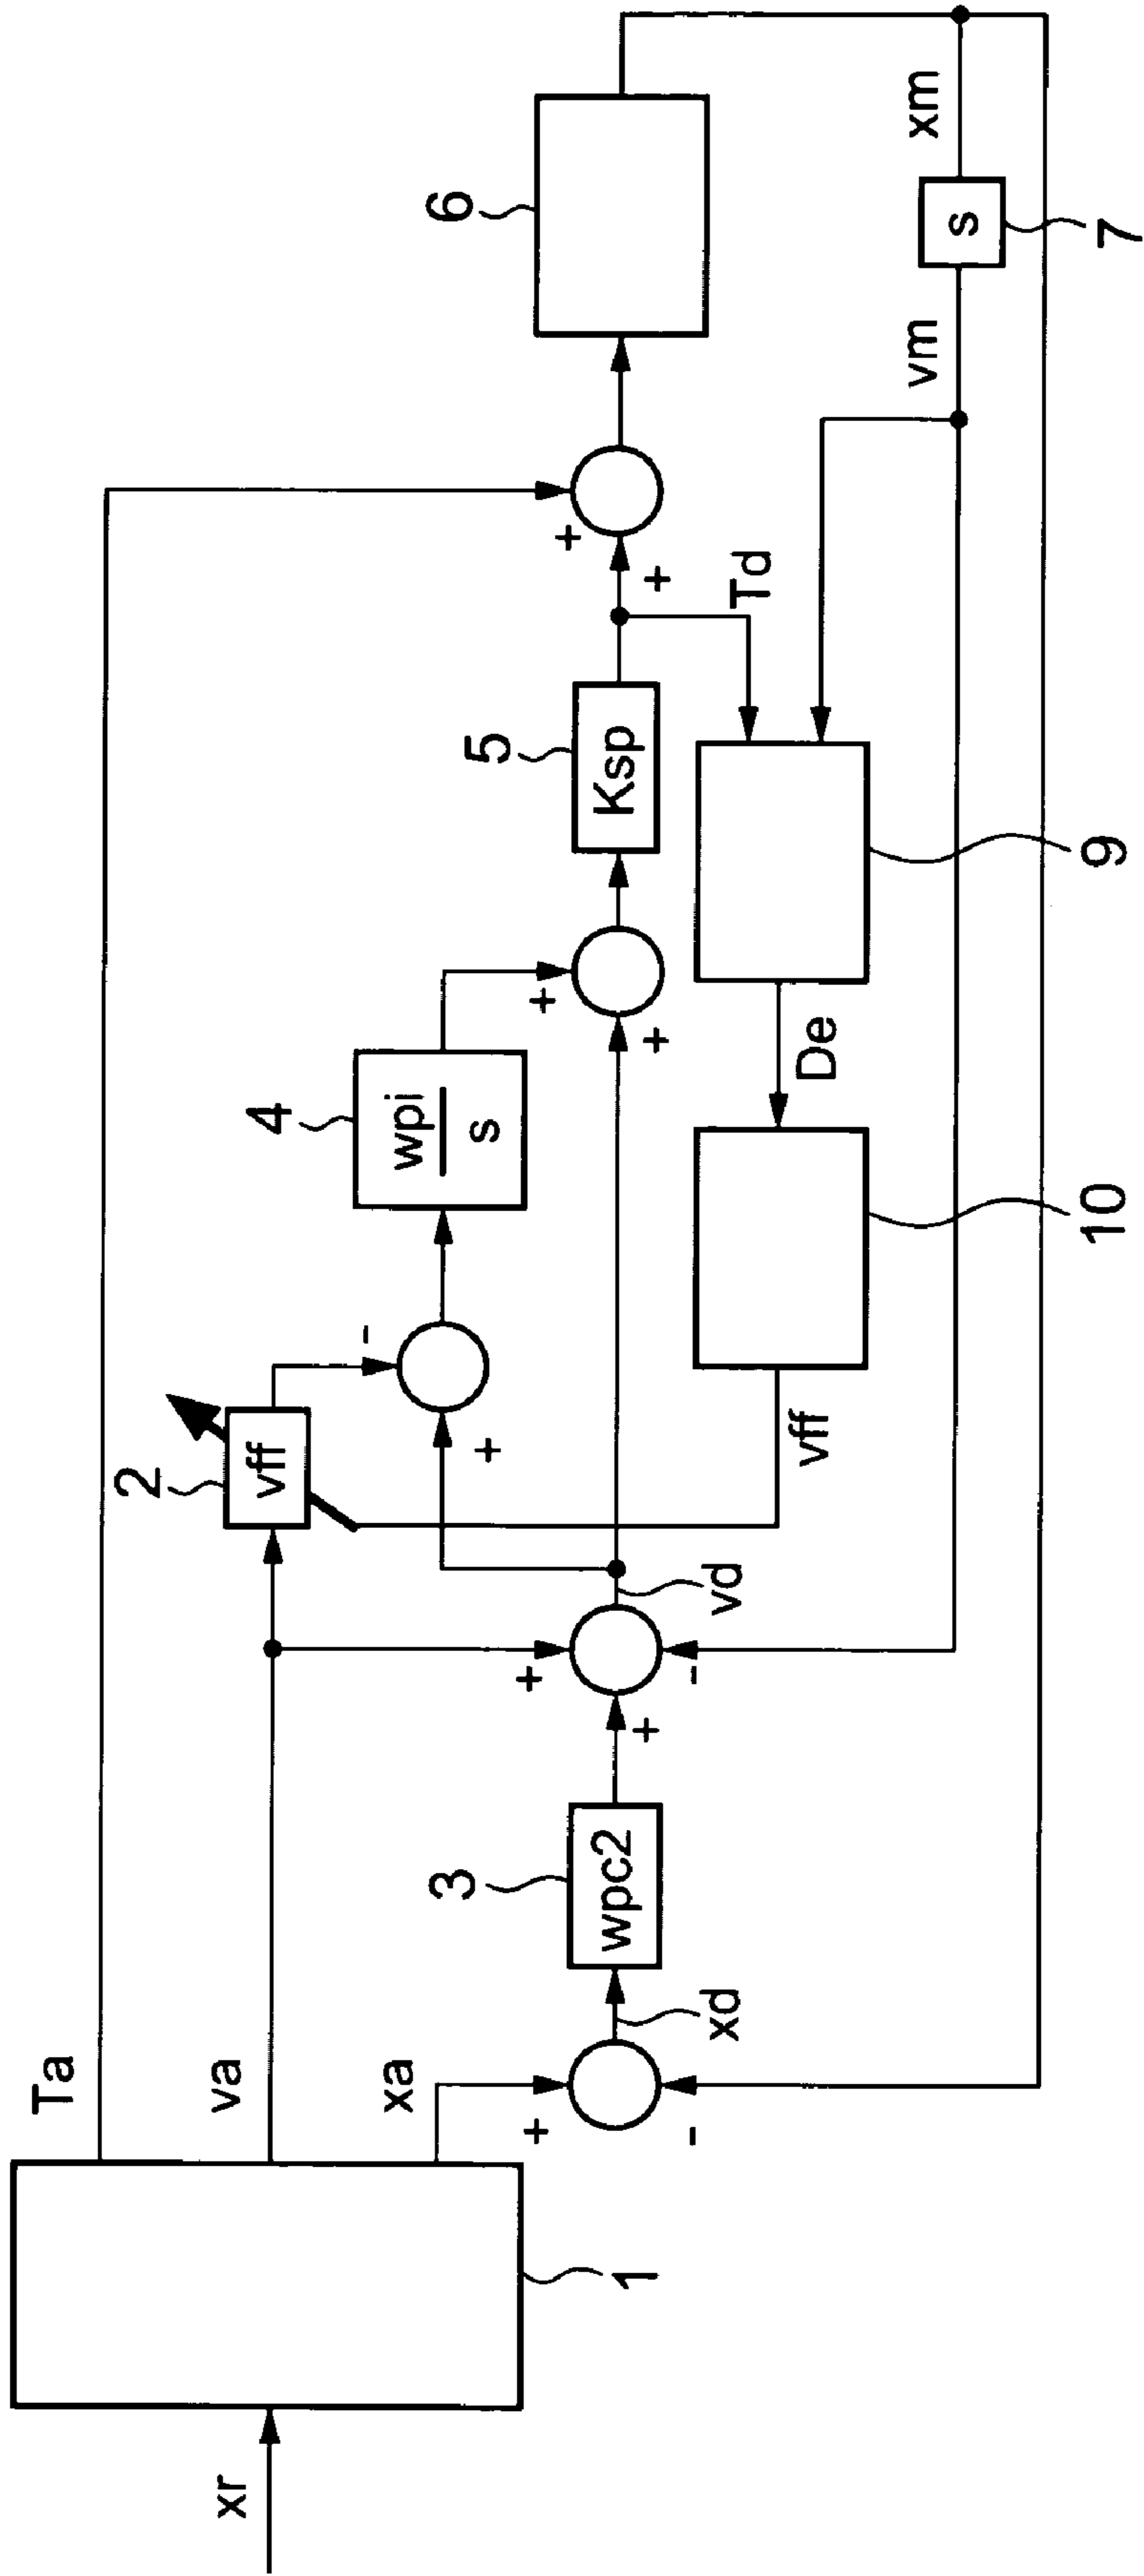 xr
1
Ta
va
xa
+
-
xd
3
wpc2
+
+
-
vd
2
vff
-
+
vff
4
wpi
s
10
De
+
+
5
Ksp
9
Td
+
+
6
vm
s
7
xm